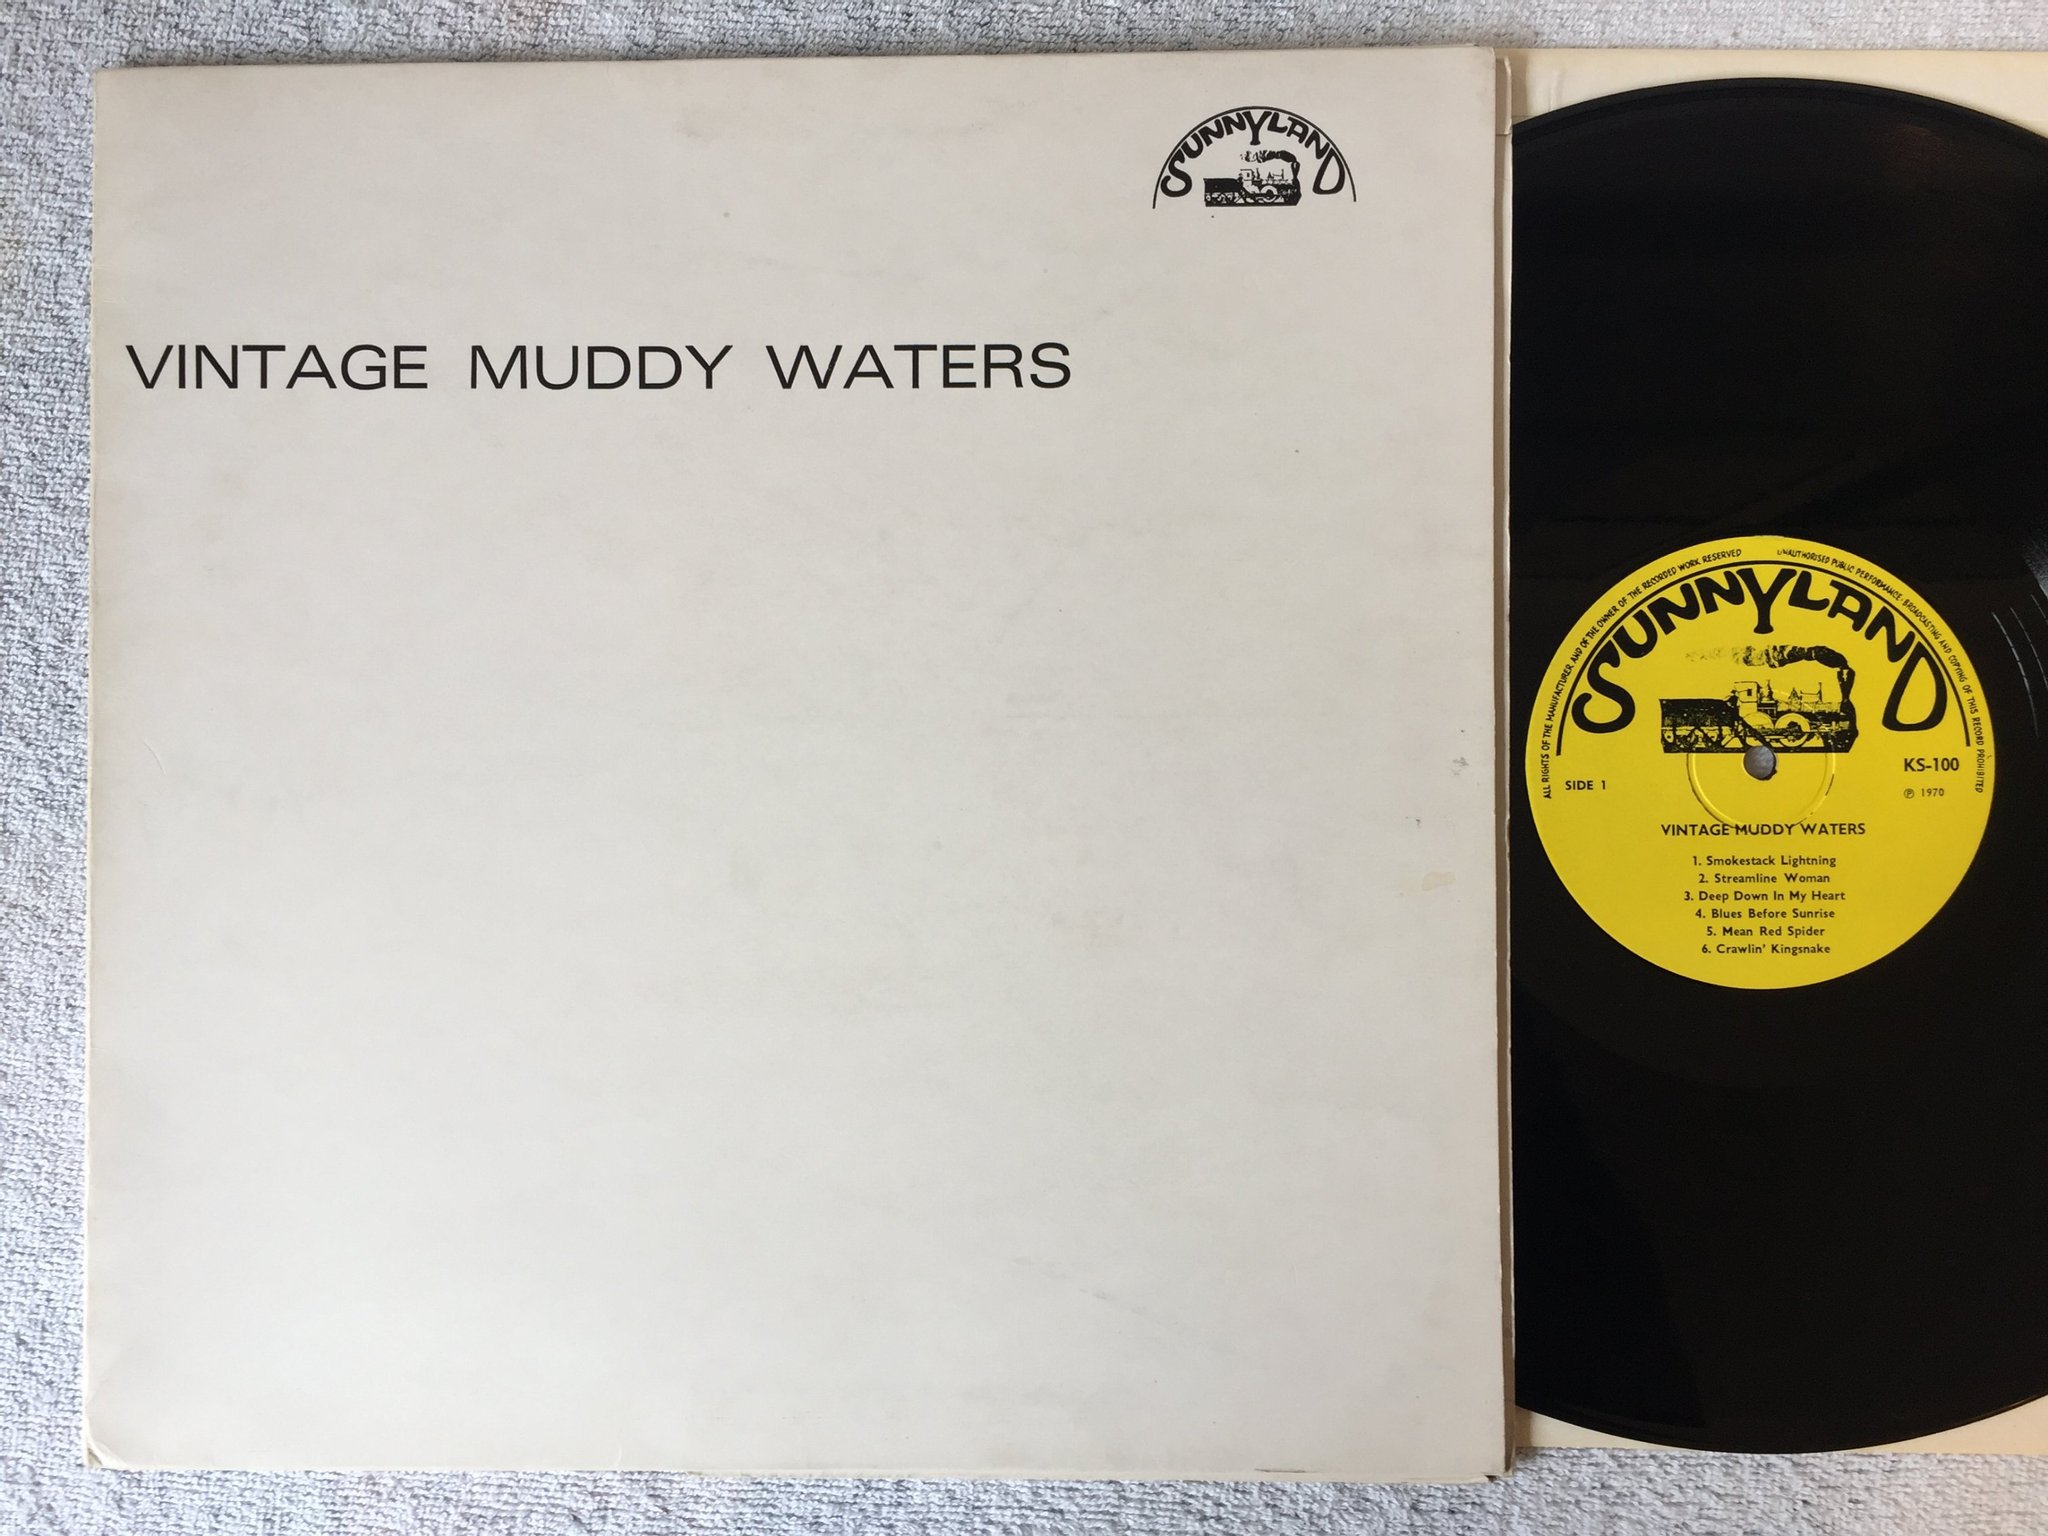 SUNNYLAND
VINTAGE MUDDY WATERS
ALL RIGHTS OF THE MANUFACTURER AND OF THE OWNER OF THE RECORDED WORK RESERVED
UNAUTHORISED PUBLIC PERFORMANCE · BROADCASTING AND COPYING OF THIS RECORD PROHIBITED
SUNNYLAND
SIDE 1
KS-100
℗ 1970
VINTAGE MUDDY WATERS
1. Smokestack Lightning
2. Streamline Woman
3. Deep Down In My Heart
4. Blues Before Sunrise
5. Mean Red Spider
6. Crawlin' Kingsnake